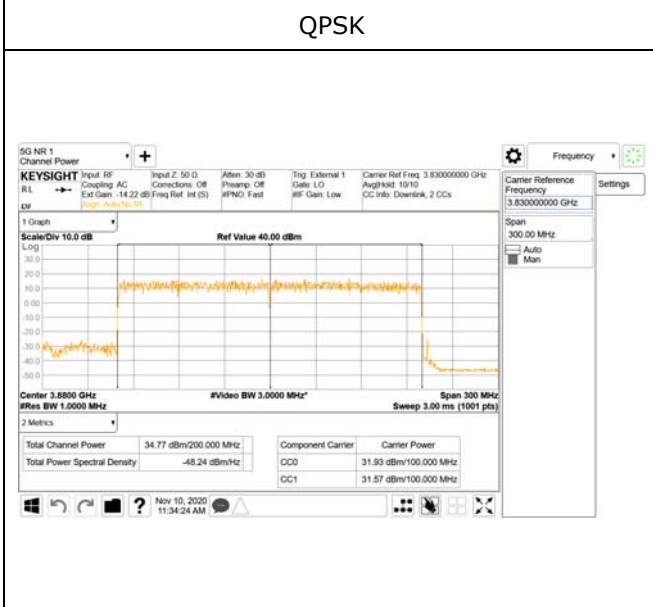 QPSK
5G NR 1
Channel Power
+
Frequency
KEYSIGHT
RL
Input: RF
Coupling: AC
Ext Gain: -14.22 dB
Align: Auto/No RF
Input Z: 50 Ω
Corrections: Off
Freq Ref: Int (S)
Atten: 30 dB
Preamp: Off
#PNO: Fast
Trig: External 1
Gate: LO
#IF Gain: Low
Carrier Ref Freq: 3.830000000 GHz
Avg|Hold: 10/10
CC Info: Downlink, 2 CCs
Carrier Reference
Frequency
3.830000000 GHz
Settings
Span
300.00 MHz
Auto
Man
1 Graph
Scale/Div 10.0 dB
Ref Value 40.00 dBm
Log
30.0
20.0
10.0
0.00
-10.0
-20.0
-30.0
-40.0
-50.0
Center 3.8800 GHz
#Video BW 3.0000 MHz*
Span 300 MHz
#Res BW 1.0000 MHz
Sweep 3.00 ms (1001 pts)
2 Metrics
Total Channel Power 34.77 dBm/200.000 MHz
Total Power Spectral Density -48.24 dBm/Hz
Component Carrier Carrier Power
CC0 31.93 dBm/100.000 MHz
CC1 31.57 dBm/100.000 MHz
?
Nov 10, 2020
11:34:24 AM